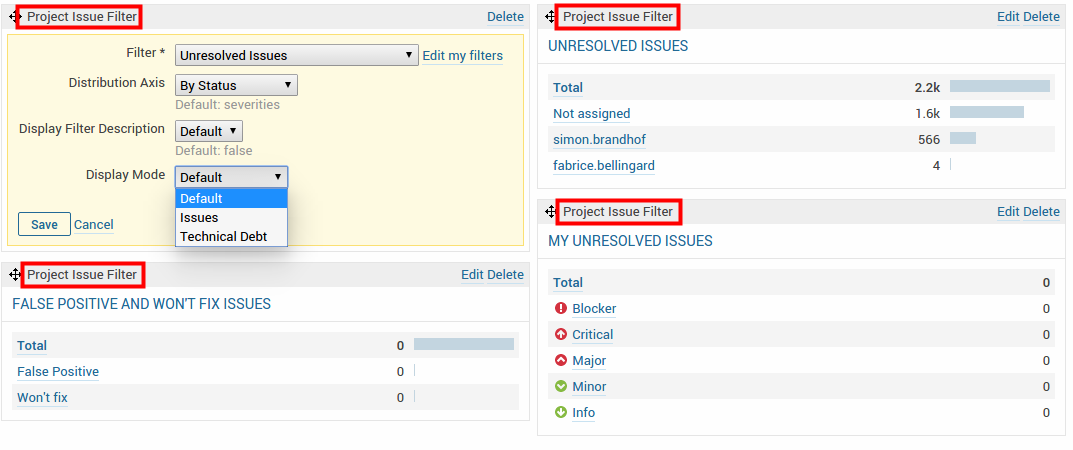 Project Issue Filter Delete
Filter * Unresolved Issues Edit my filters
Distribution Axis By Status
Default: severities
Display Filter Description Default
Default: false
Display Mode Default
Default
Issues
Technical Debt
Save Cancel
Project Issue Filter Edit Delete
FALSE POSITIVE AND WON'T FIX ISSUES
Total 0
False Positive 0
Won't fix 0
Project Issue Filter Edit Delete
UNRESOLVED ISSUES
Total 2.2k
Not assigned 1.6k
simon.brandhof 566
fabrice.bellingard 4
Project Issue Filter Edit Delete
MY UNRESOLVED ISSUES
Total 0
Blocker 0
Critical 0
Major 0
Minor 0
Info 0